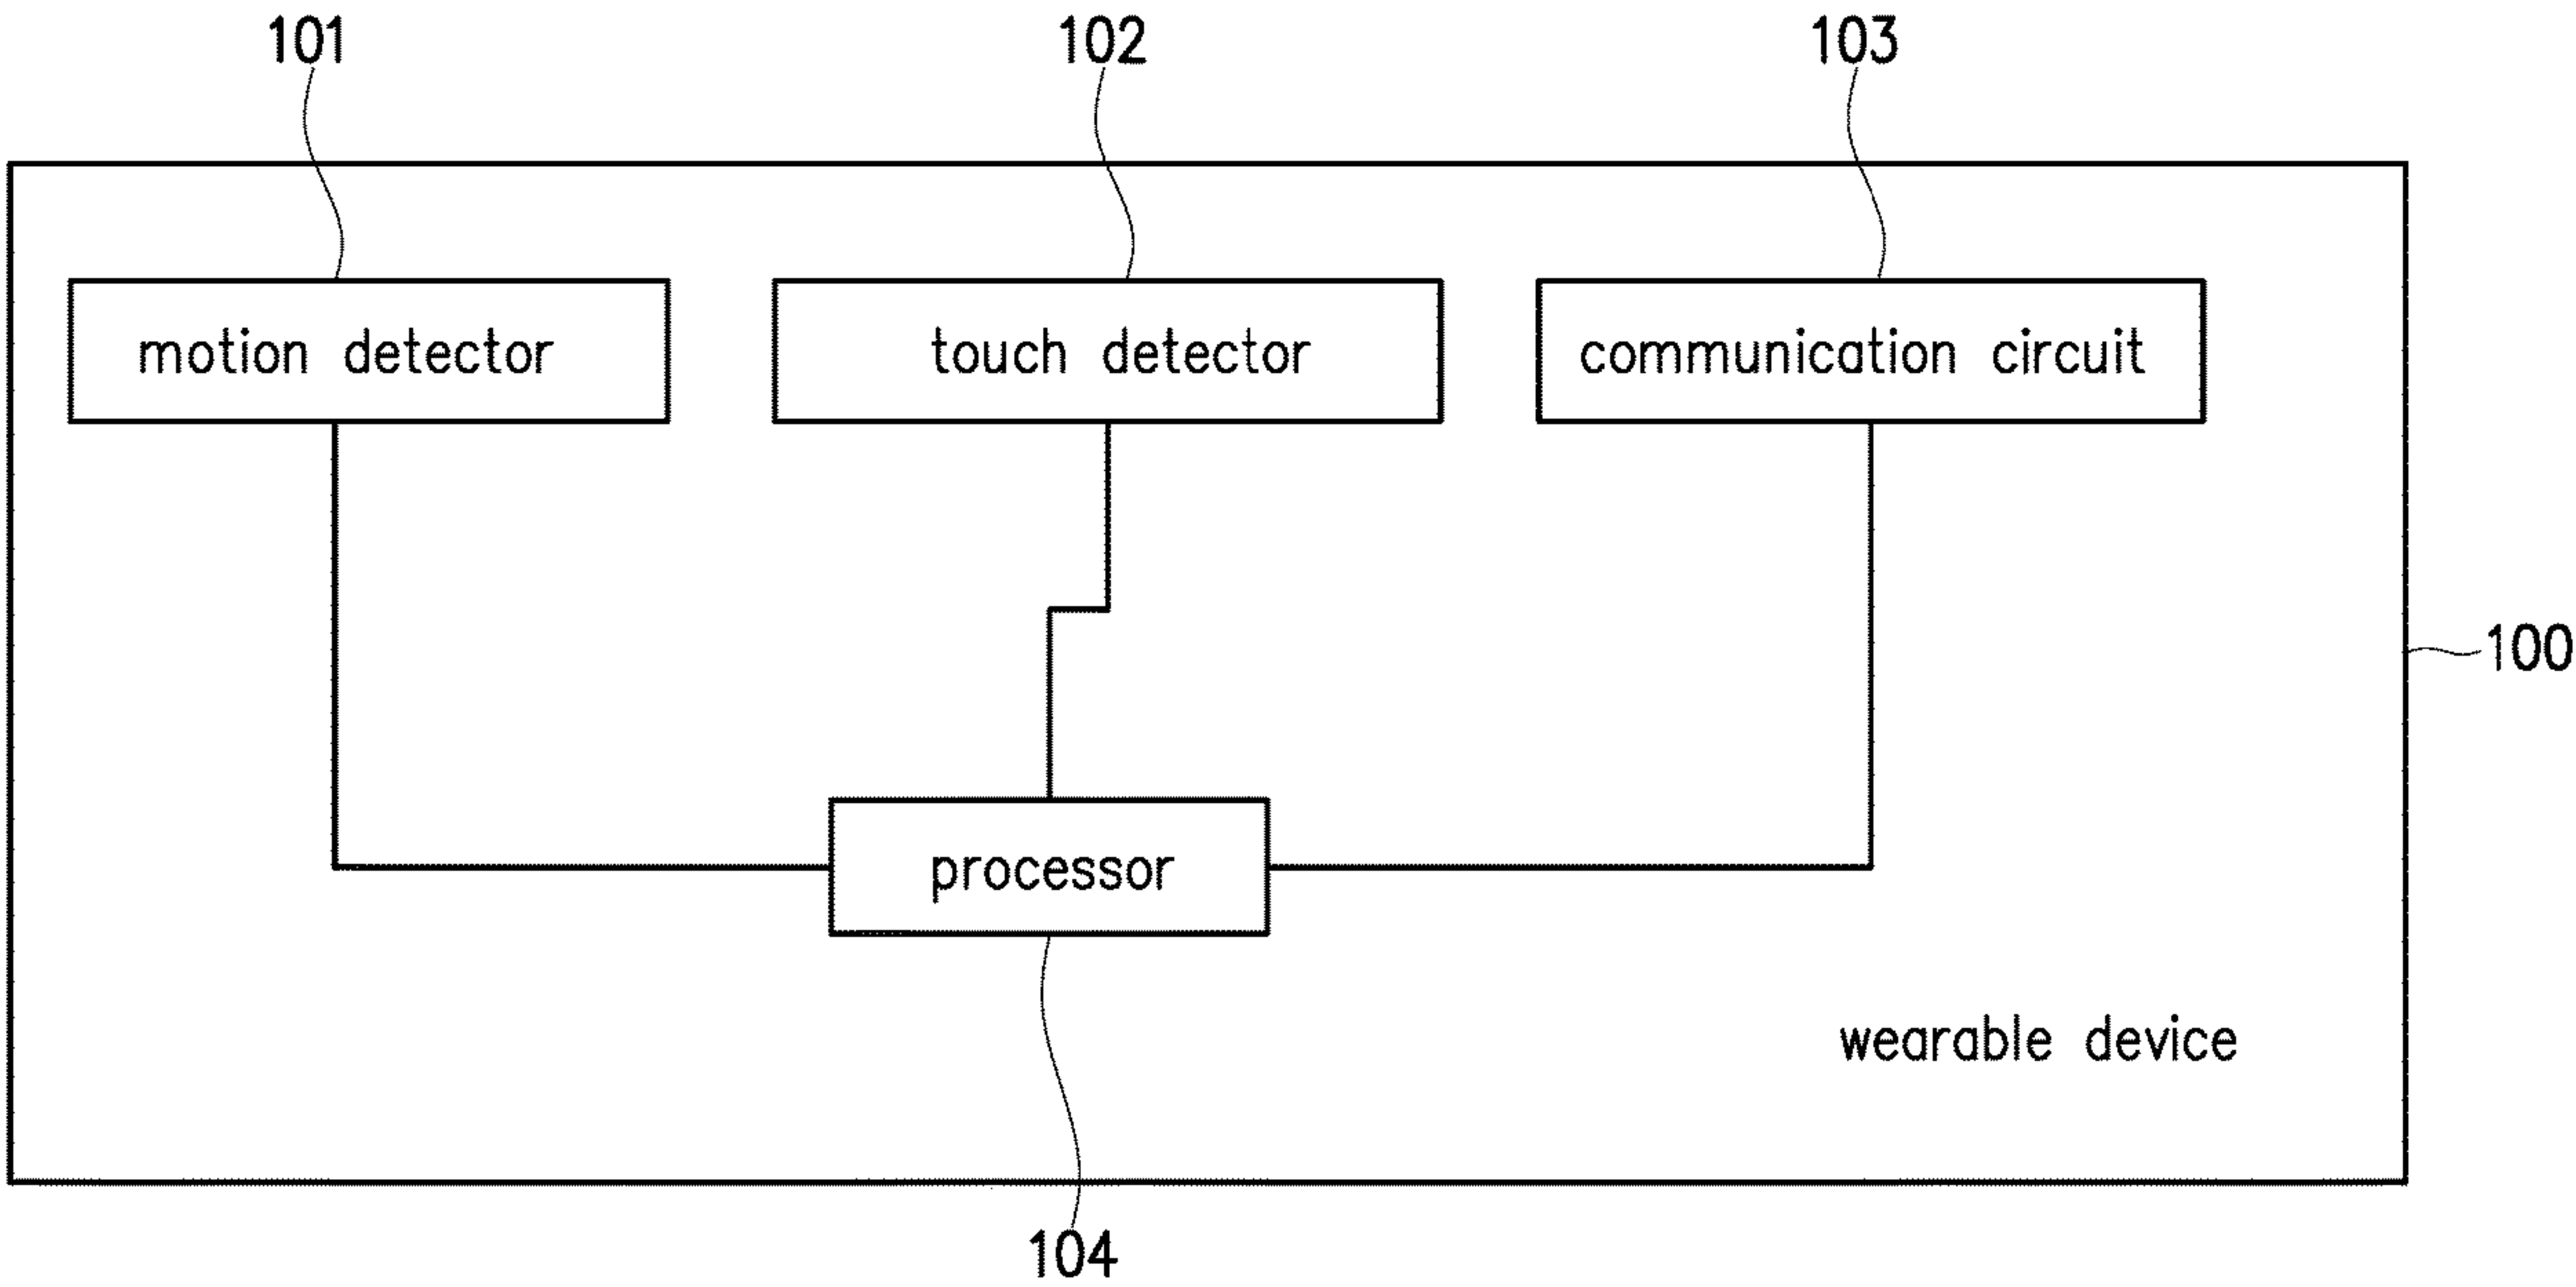 101
102
103
motion detector
touch detector
communication circuit
100
processor
wearable device
104